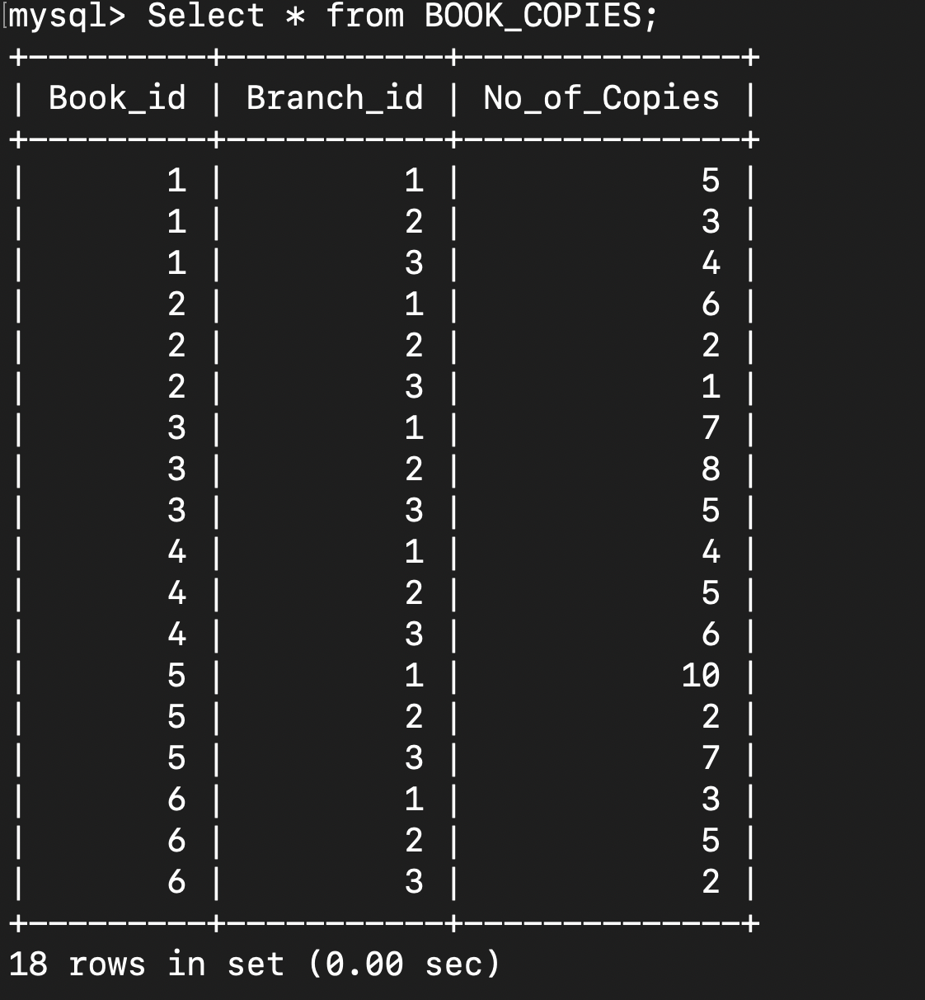 [mysql> Select * from BOOK_COPIES;
+---------+-----------+--------------+
| Book_id | Branch_id | No_of_Copies |
+---------+-----------+--------------+
|       1 |         1 |            5 |
|       1 |         2 |            3 |
|       1 |         3 |            4 |
|       2 |         1 |            6 |
|       2 |         2 |            2 |
|       2 |         3 |            1 |
|       3 |         1 |            7 |
|       3 |         2 |            8 |
|       3 |         3 |            5 |
|       4 |         1 |            4 |
|       4 |         2 |            5 |
|       4 |         3 |            6 |
|       5 |         1 |           10 |
|       5 |         2 |            2 |
|       5 |         3 |            7 |
|       6 |         1 |            3 |
|       6 |         2 |            5 |
|       6 |         3 |            2 |
+---------+-----------+--------------+
18 rows in set (0.00 sec)